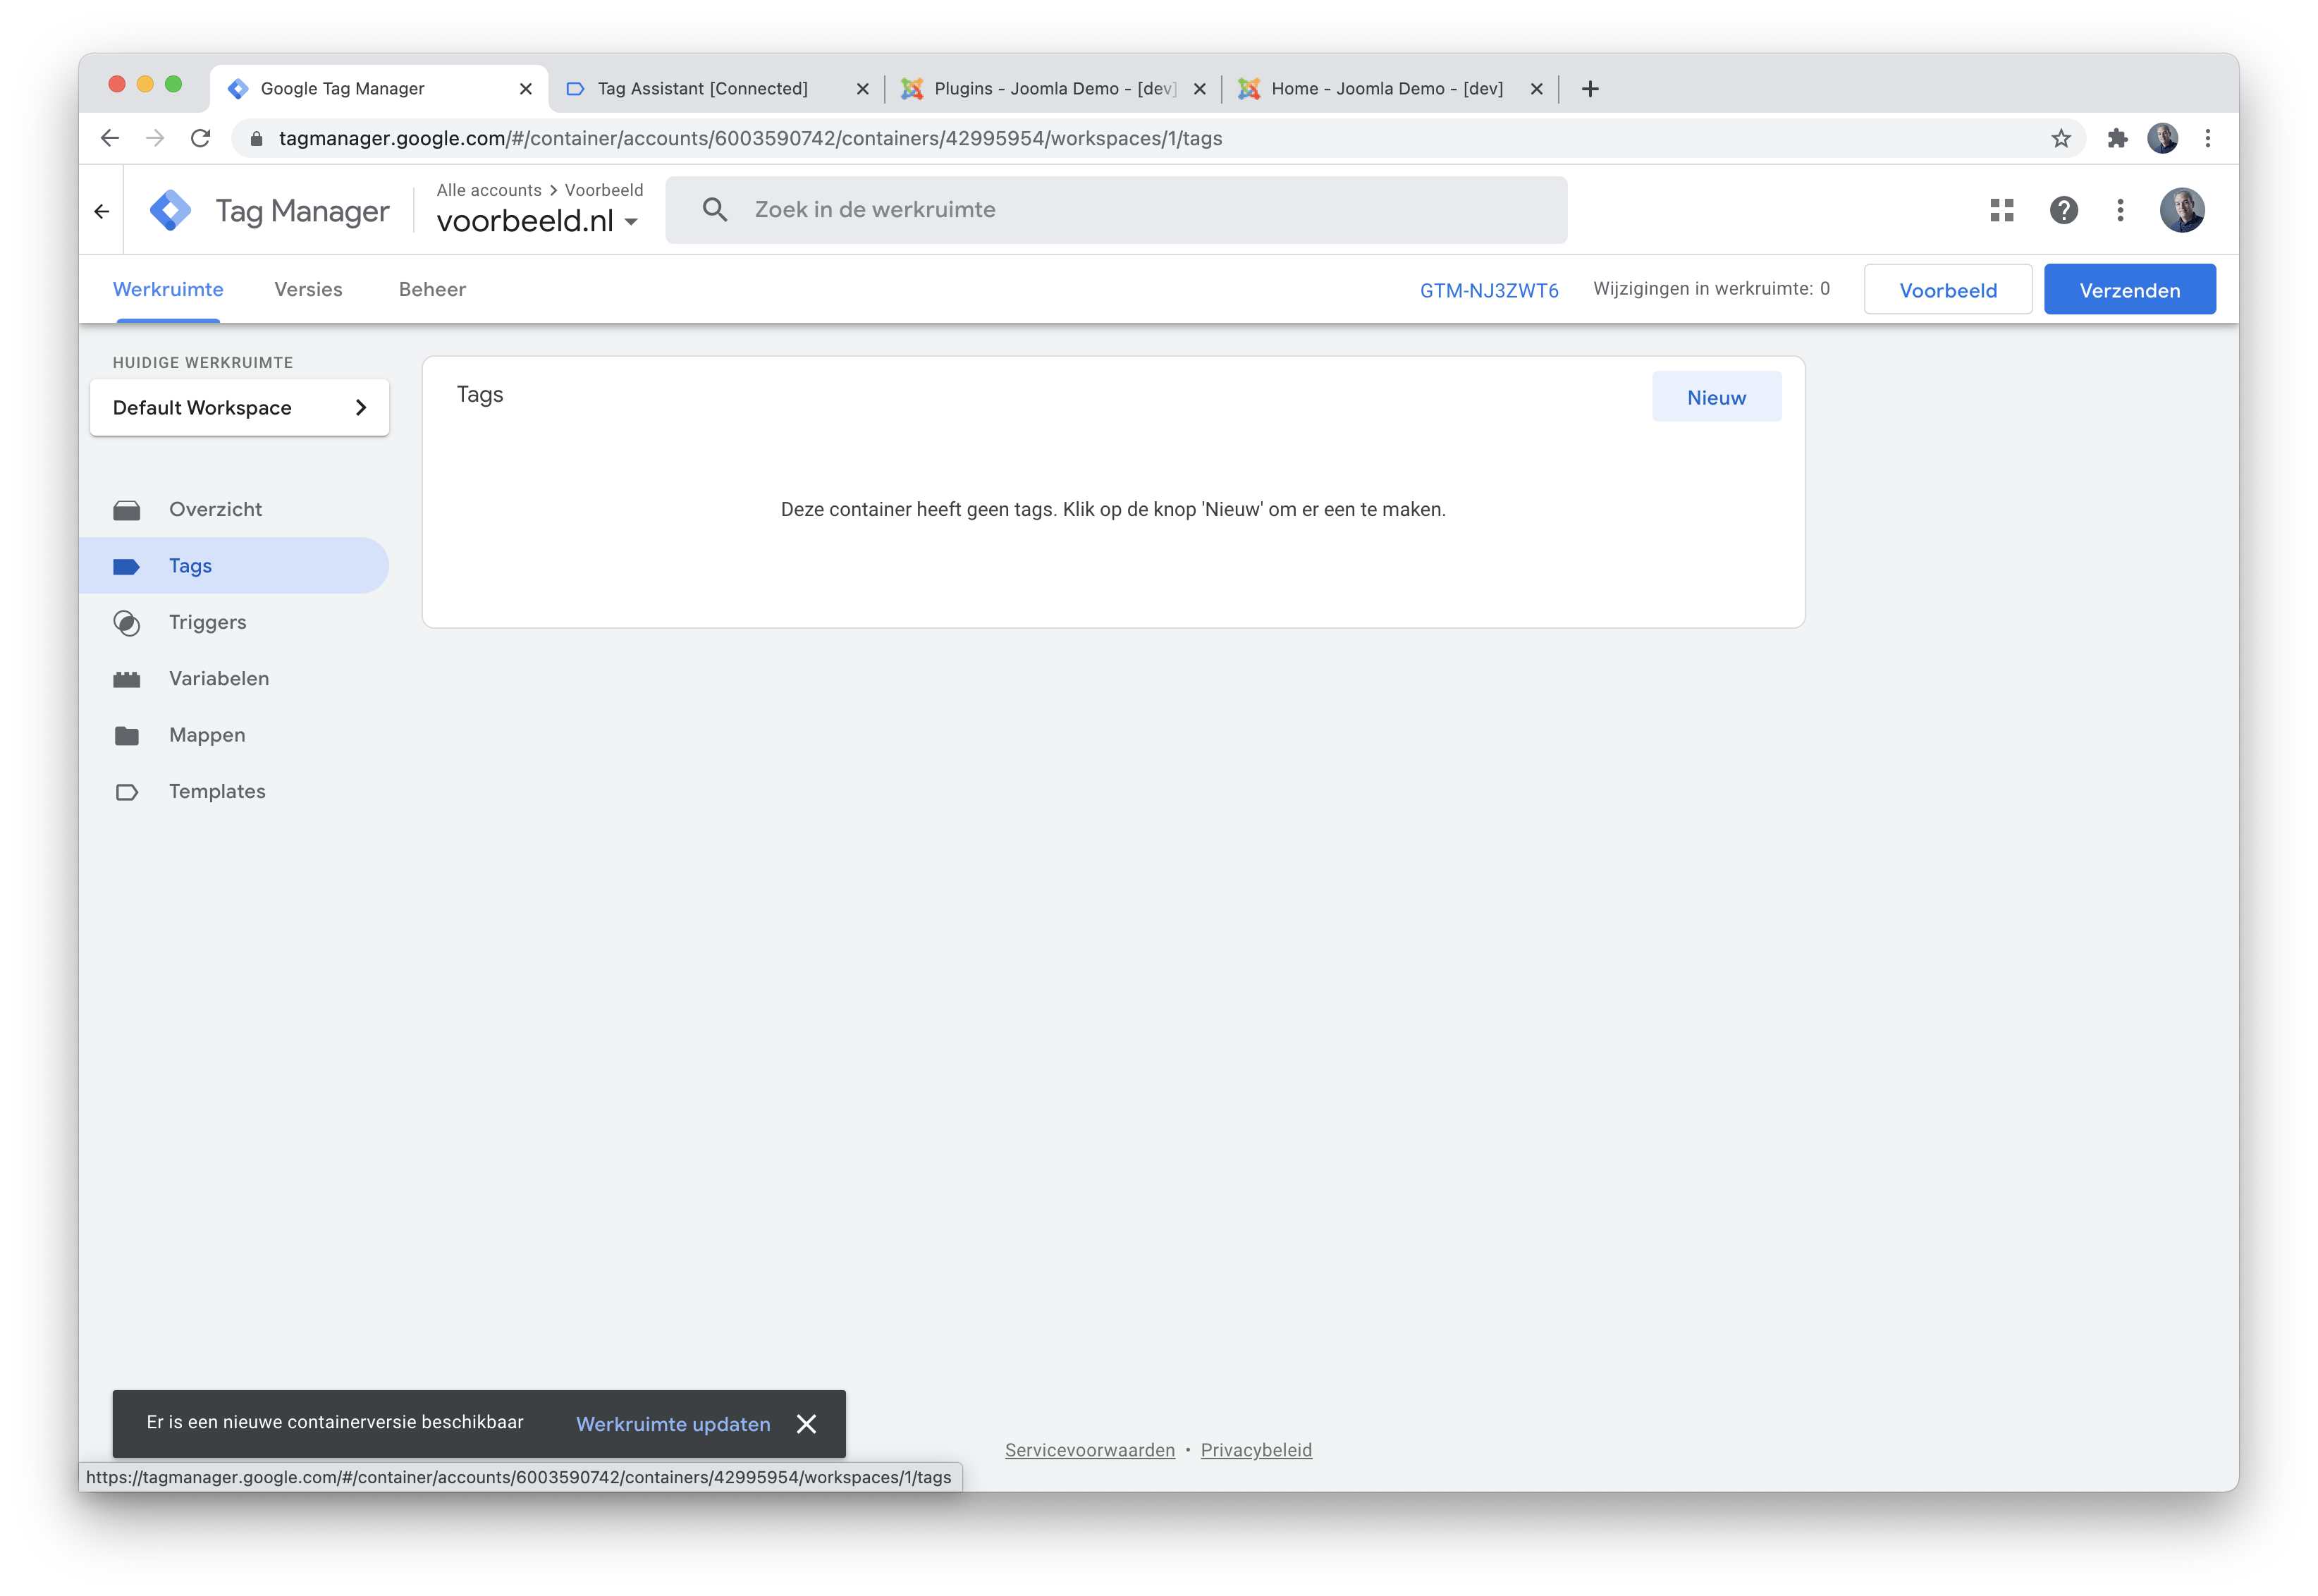 Google Tag Manager
Tag Assistant [Connected]
Plugins - Joomla Demo - [dev]
Home - Joomla Demo - [dev]
tagmanager.google.com/#/container/accounts/6003590742/containers/42995954/workspaces/1/tags
Tag Manager
Alle accounts > Voorbeeld
voorbeeld.nl
Zoek in de werkruimte
Werkruimte
Versies
Beheer
GTM-NJ3ZWT6
Wijzigingen in werkruimte: 0
Voorbeeld
Verzenden
HUIDIGE WERKRUIMTE
Default Workspace
Overzicht
Tags
Triggers
Variabelen
Mappen
Templates
Tags
Nieuw
Deze container heeft geen tags. Klik op de knop 'Nieuw' om er een te maken.
Er is een nieuwe containerversie beschikbaar
Werkruimte updaten
Servicevoorwaarden • Privacybeleid
https://tagmanager.google.com/#/container/accounts/6003590742/containers/42995954/workspaces/1/tags